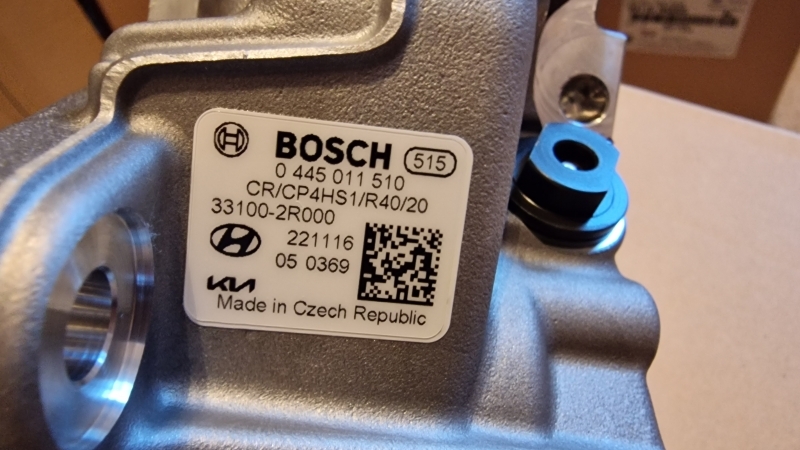 BOSCH 515
0 445 011 510
CR/CP4HS1/R40/20
33100-2R000
221116
05 0369
KIA
Made in Czech Republic